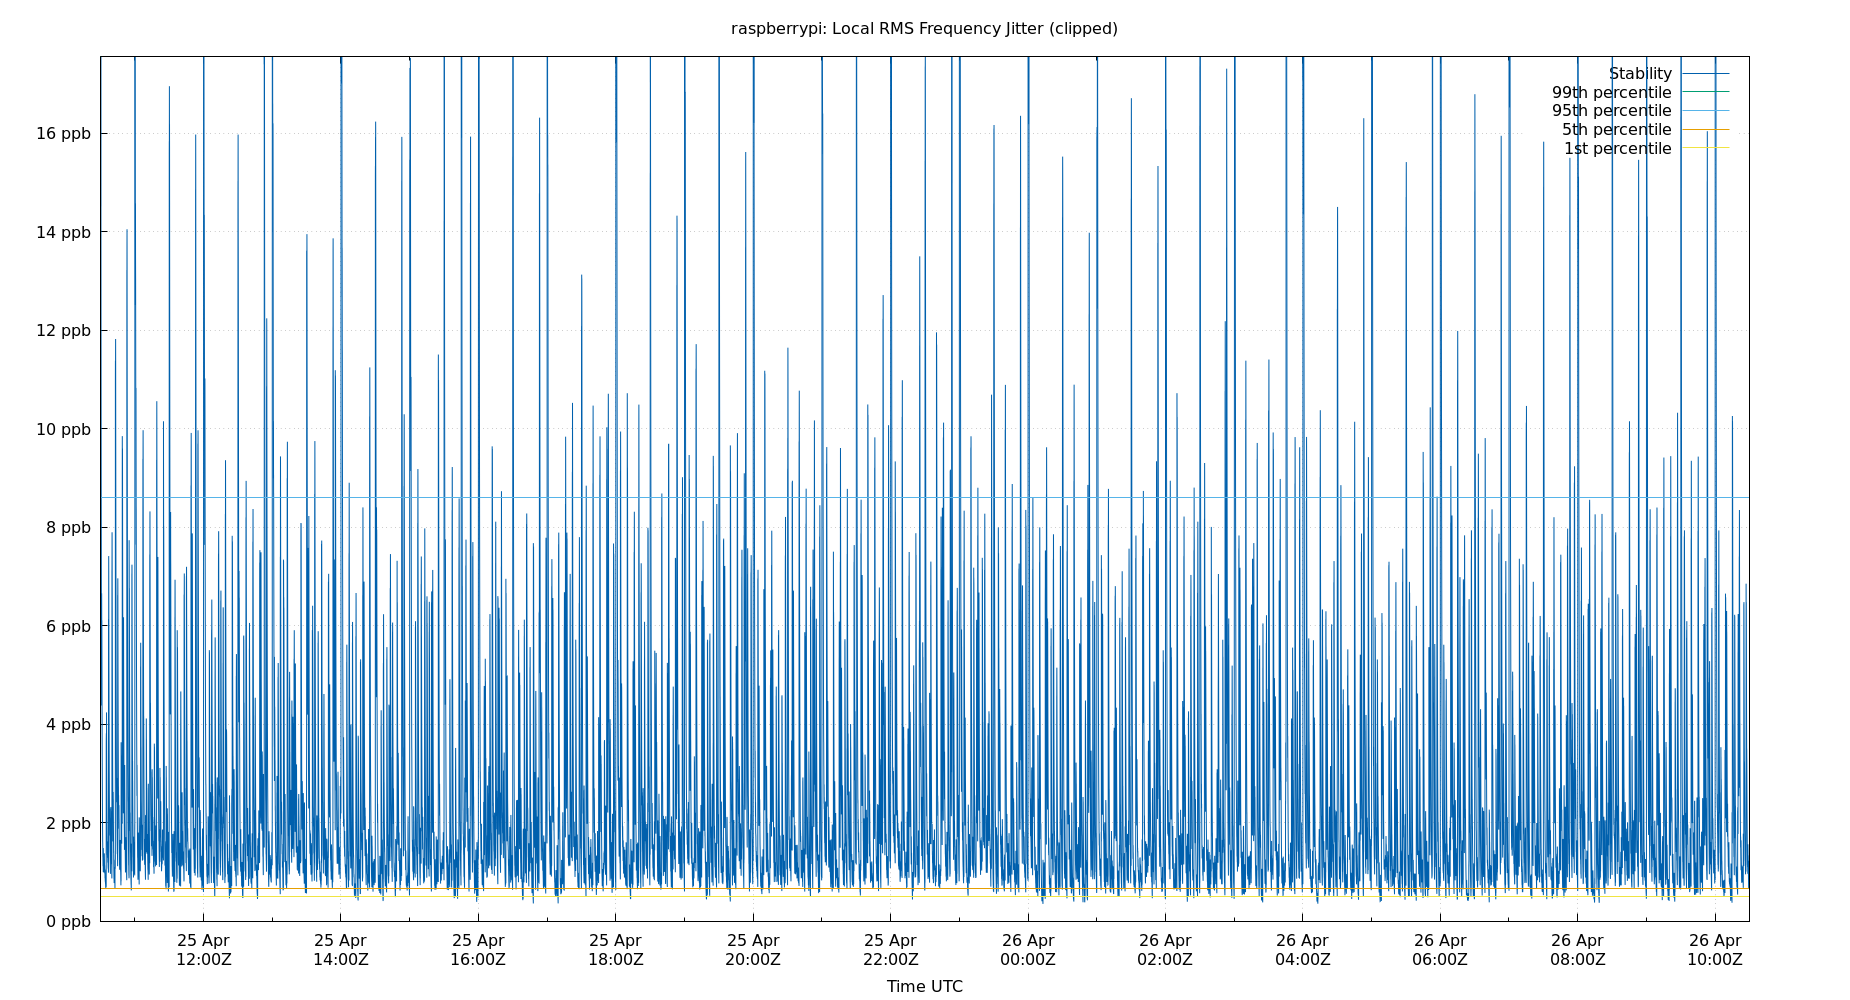 raspberrypi: Local RMS Frequency Jitter (clipped)
Stability
99th percentile
95th percentile
5th percentile
1st percentile
16 ppb
14 ppb
12 ppb
10 ppb
8 ppb
6 ppb
4 ppb
2 ppb
0 ppb
25 Apr 25 Apr 25 Apr 25 Apr 25 Apr 25 Apr 26 Apr 26 Apr 26 Apr 26 Apr 26 Apr 26 Apr
12:00Z 14:00Z 16:00Z 18:00Z 20:00Z 22:00Z 00:00Z 02:00Z 04:00Z 06:00Z 08:00Z 10:00Z
Time UTC